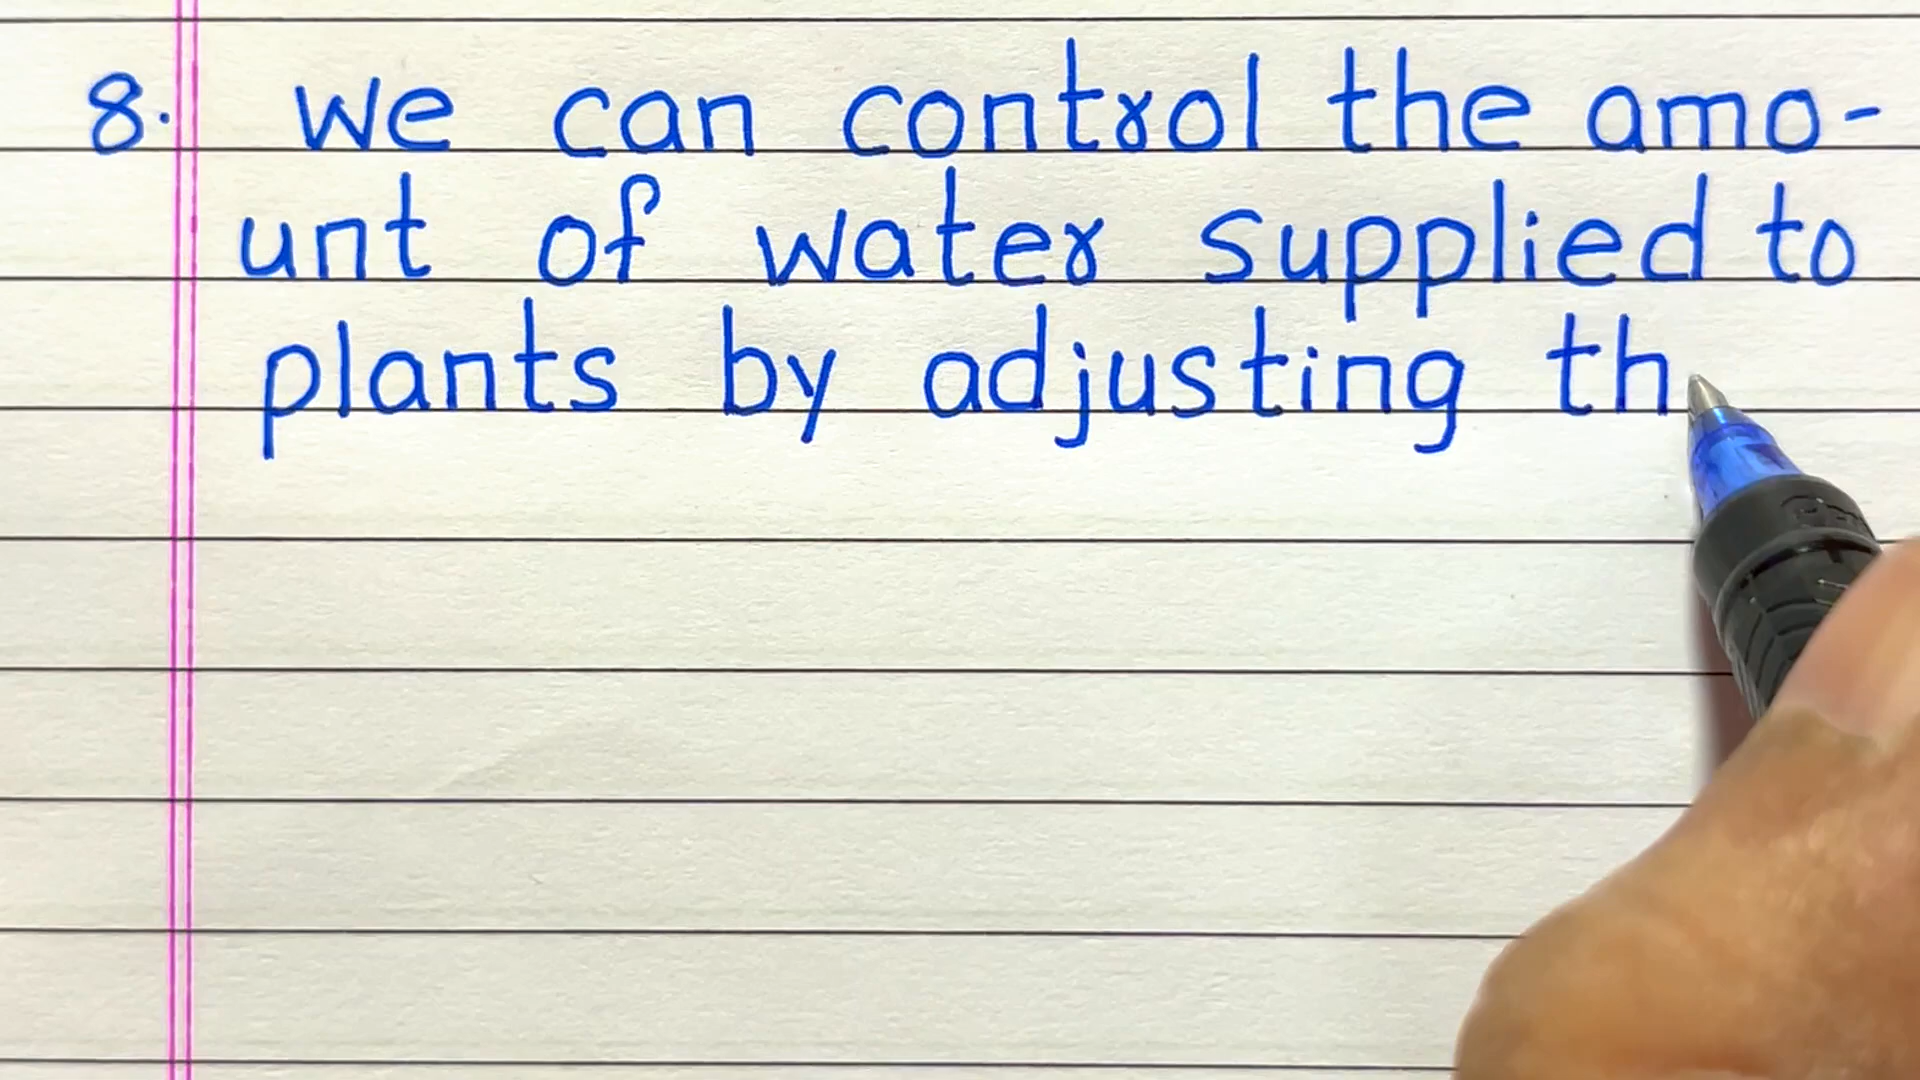 8. We can control the amo-
unt of water supplied to
plants by adjusting th